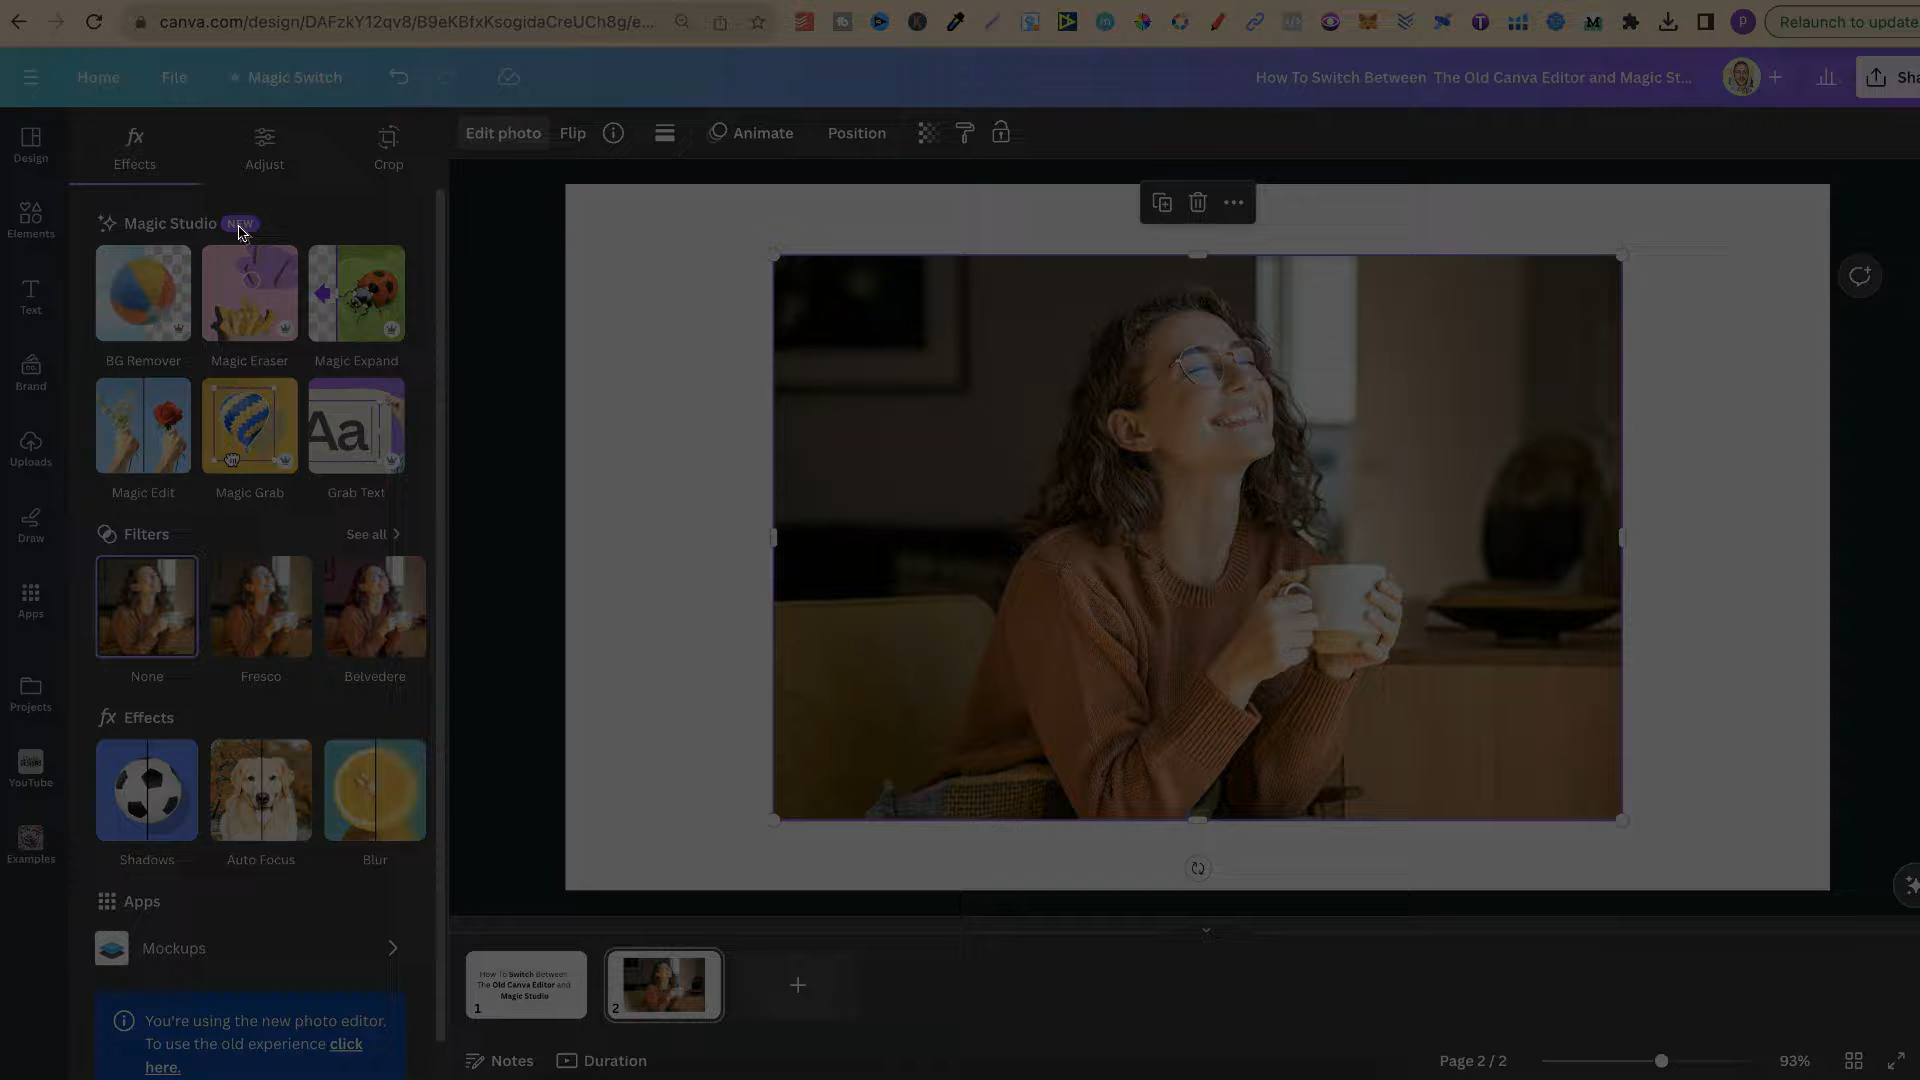 canva.com/design/DAFzkY12qv8/B9eKBfxKsogidaCreUCh8g/e...
Relaunch to update
Home
File
Magic Switch
How To Switch Between The Old Canva Editor and Magic St...
Sha
Design
Elements
Text
Brand
Uploads
Draw
Apps
Projects
YouTube
Examples
Effects
Adjust
Crop
Edit photo
Flip
Animate
Position
Magic Studio NEW
BG Remover
Magic Eraser
Magic Expand
Aa
Magic Edit
Magic Grab
Grab Text
Filters
See all
None
Fresco
Belvedere
fx Effects
Shadows
Auto Focus
Blur
Apps
Mockups
You're using the new photo editor.
To use the old experience click
here.
How To Switch Between
The Old Canva Editor and
Magic Studio
1
2
Notes
Duration
Page 2 / 2
93%